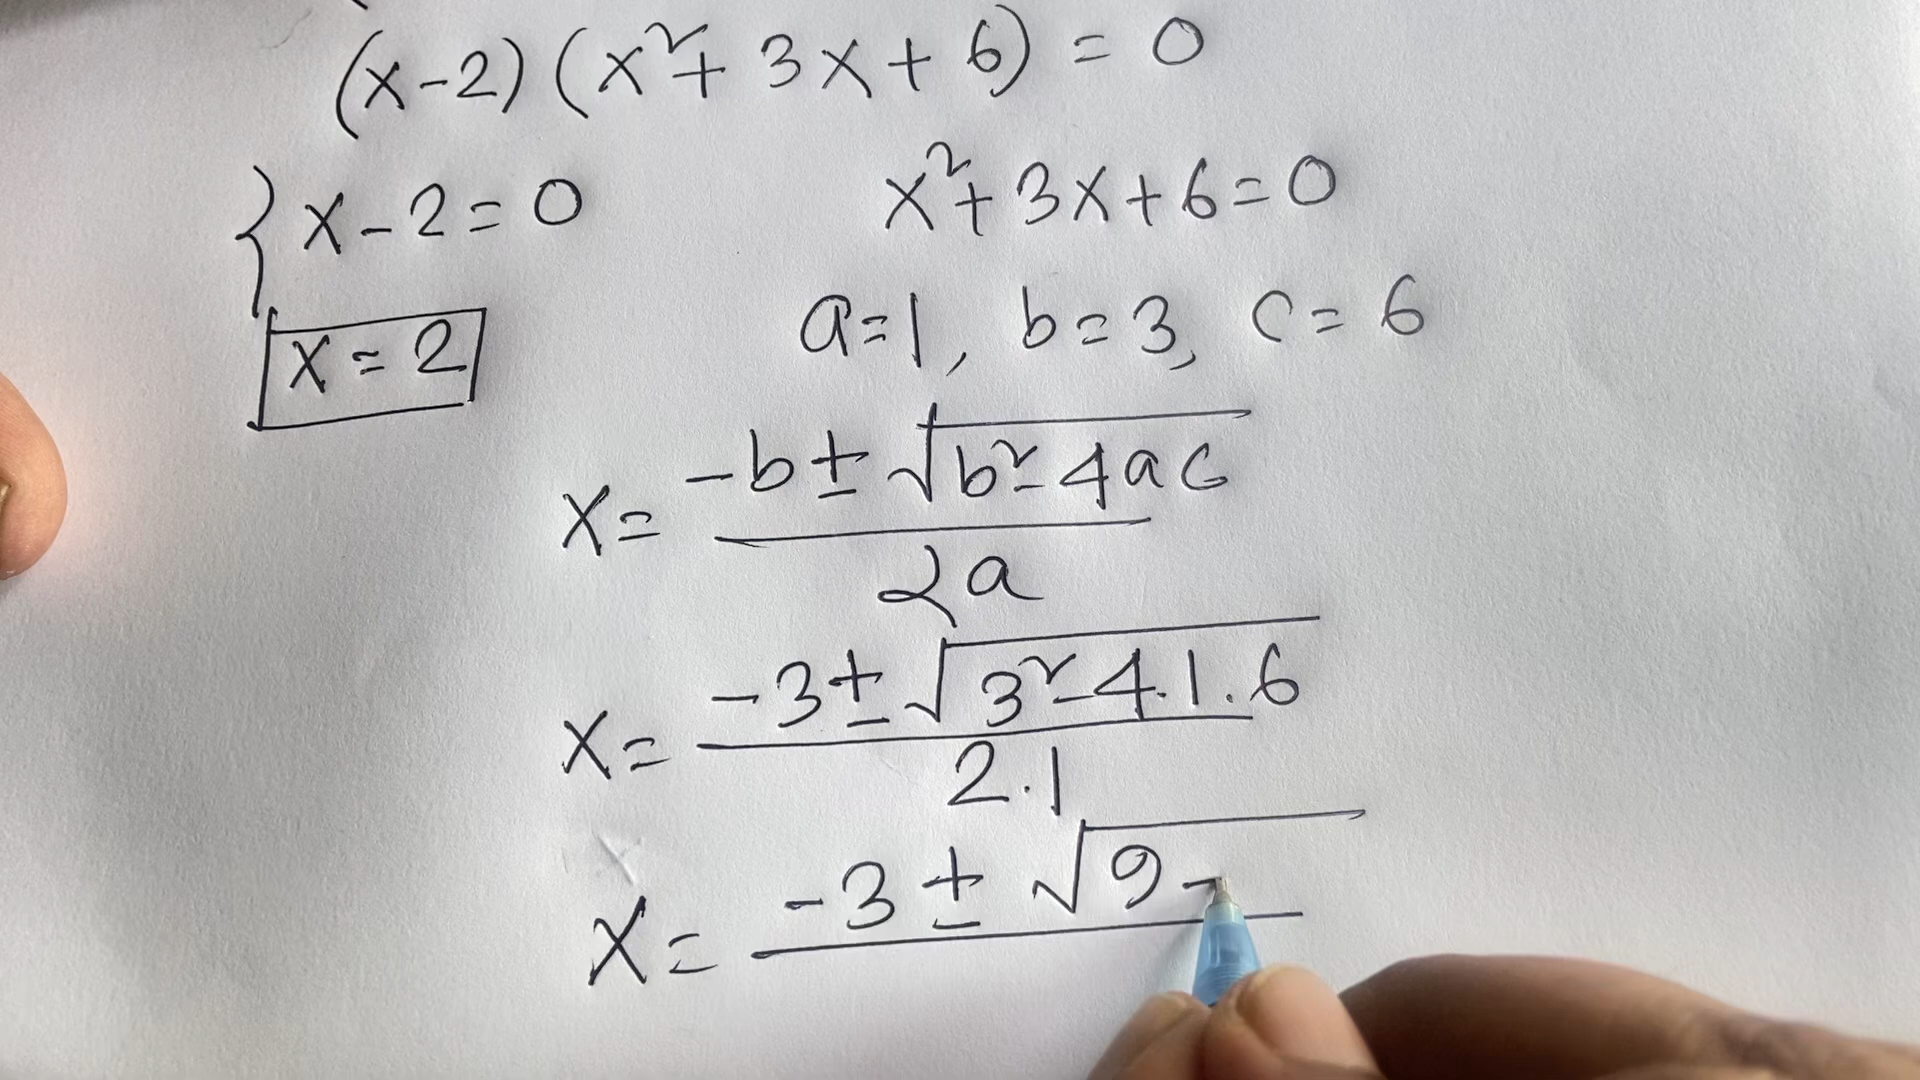 (x-2)(x²+3x+6)=0
x-2=0
x=2
x²+3x+6=0
a=1, b=3, c=6
x=(-b±√(b²-4ac))/(2a)
x=(-3±√(3²-4.1.6))/(2.1)
x=(-3±√(9-